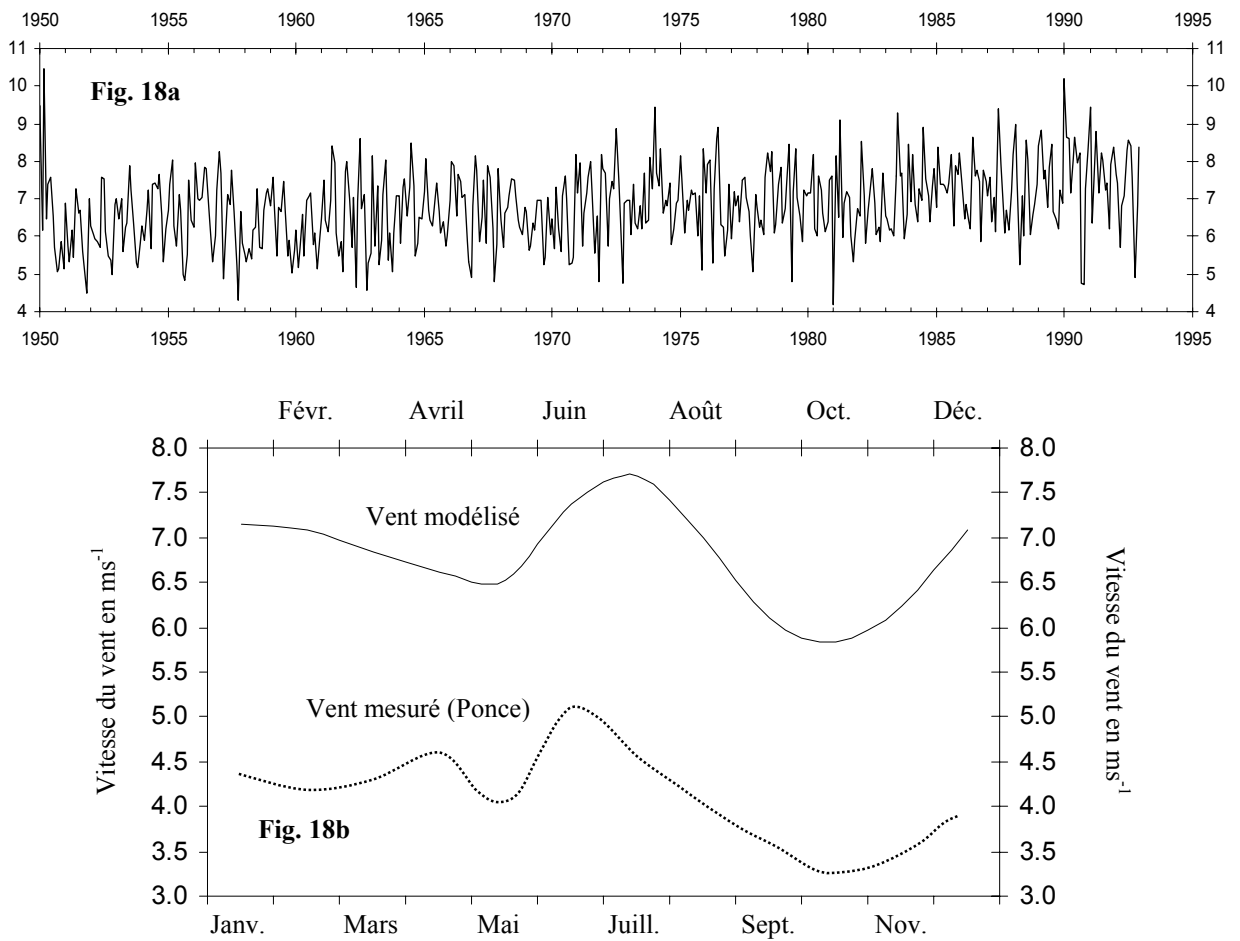 1950 1955 1960 1965 1970 1975 1980 1985 1990 1995
11 11
10 10
Fig. 18a
9 9
8 8
7 7
6 6
5 5
4 4
1950 1955 1960 1965 1970 1975 1980 1985 1990 1995
Févr. Avril Juin Août Oct. Déc.
8.0 8.0
7.5 7.5
Vent modélisé
7.0 7.0
6.5 6.5
6.0 6.0
5.5 5.5
Vent mesuré (Ponce)
5.0 5.0
4.5 4.5
4.0 4.0
Fig. 18b
3.5 3.5
3.0 3.0
Vitesse du vent en ms⁻¹
Vitesse du vent en ms⁻¹
Janv. Mars Mai Juill. Sept. Nov.